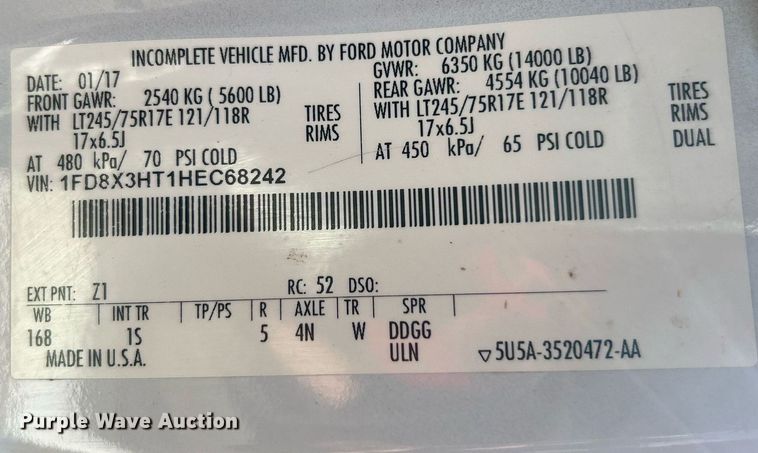 INCOMPLETE VEHICLE MFD. BY FORD MOTOR COMPANY
DATE: 01/17 GVWR: 6350 KG (14000 LB)
FRONT GAWR: 2540 KG ( 5600 LB) REAR GAWR: 4554 KG (10040 LB)
WITH LT245/75R17E 121/118R TIRES WITH LT245/75R17E 121/118R TIRES
17x6.5J RIMS 17x6.5J RIMS
AT 480 kPa/ 70 PSI COLD AT 450 kPa/ 65 PSI COLD DUAL
VIN: 1FD8X3HT1HEC68242
EXT PNT: Z1 RC: 52 DSO:
WB INT TR TP/PS R AXLE TR SPR
168 1S 5 4N W DDGG
MADE IN U.S.A. ULN ▽5U5A-3520472-AA
Purple Wave Auction